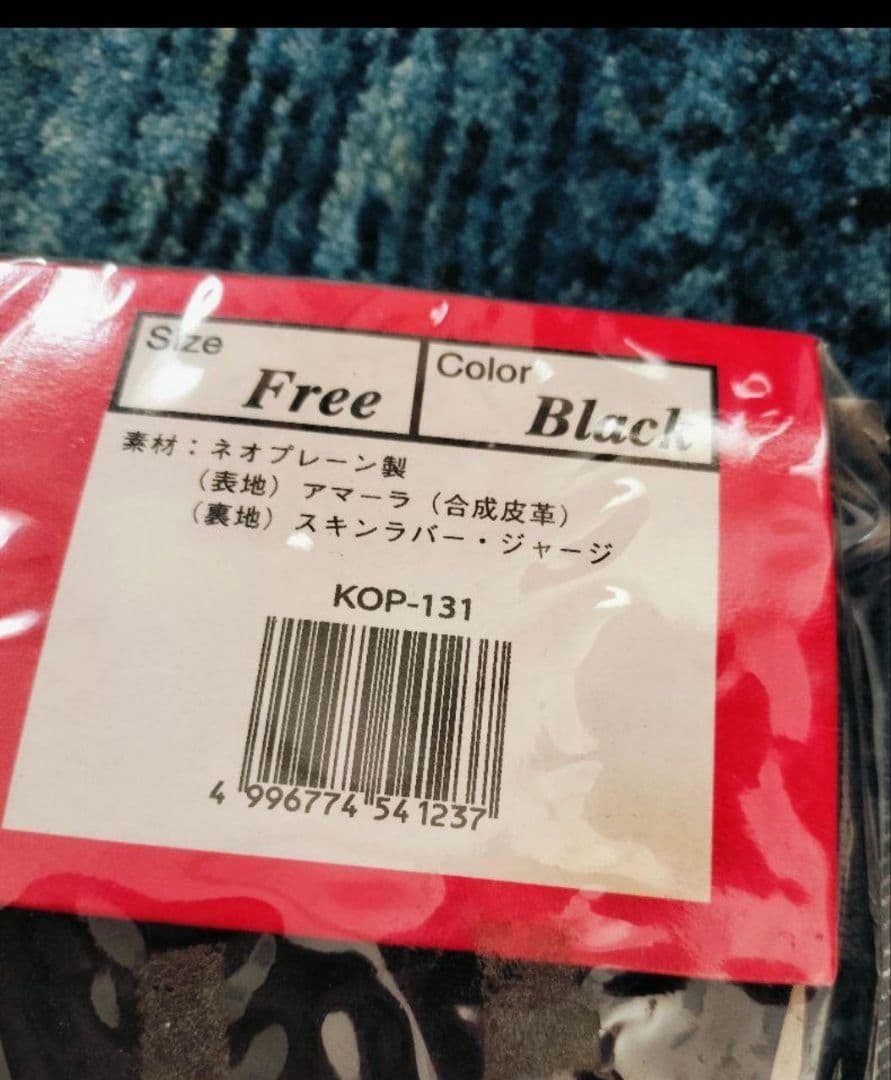 Size
Free
Color
Black
素材：ネオプレーン製
（表地）アマーラ（合成皮革）
（裏地）スキンラバー・ジャージ
KOP-131
4 996774 541237